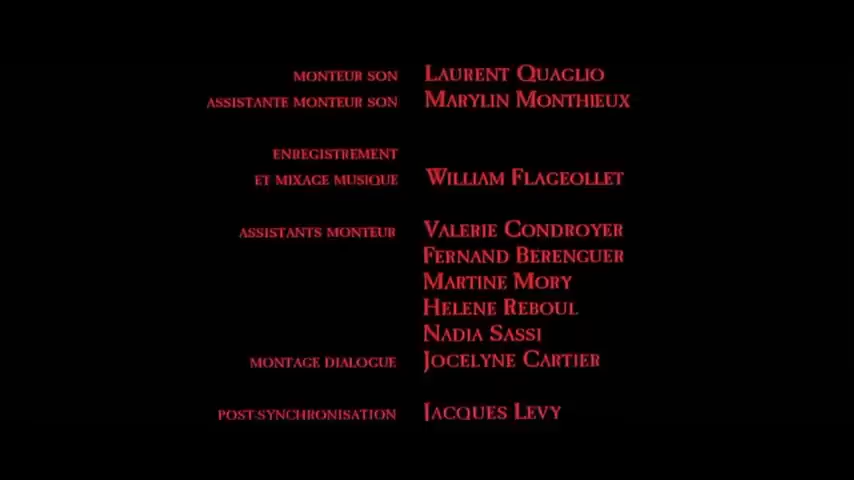 MONTEUR SON LAURENT QUAGLIO
ASSISTANTE MONTEUR SON MARYLIN MONTHIEUX
ENREGISTREMENT
ET MIXAGE MUSIQUE WILLIAM FLAGEOLLET
ASSISTANTS MONTEUR VALERIE CONDROYER
FERNAND BERENGUER
MARTINE MORY
HELENE REBOUL
NADIA SASSI
MONTAGE DIALOGUE JOCELYNE CARTIER
POST-SYNCHRONISATION JACQUES LEVY